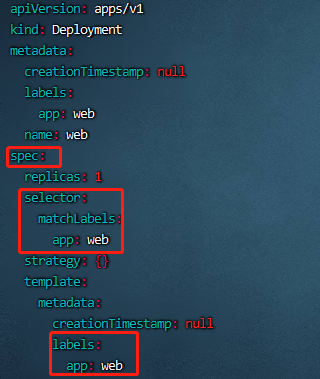 apiVersion: apps/v1
kind: Deployment
metadata:
  creationTimestamp: null
  labels:
    app: web
  name: web
spec:
  replicas: 1
  selector:
    matchLabels:
      app: web
  strategy: {}
  template:
    metadata:
      creationTimestamp: null
      labels:
        app: web